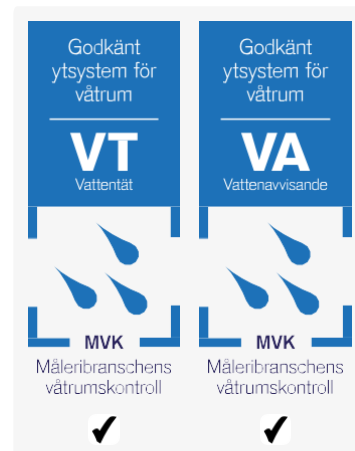 Godkänt
ytsystem för
våtrum
VT
Vattentät
MVK
Måleribranschens
våtrumskontroll
Godkänt
ytsystem för
våtrum
VA
Vattenavvisande
MVK
Måleribranschens
våtrumskontroll